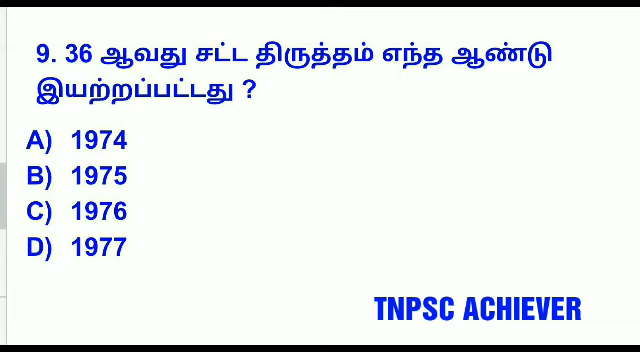 9. 36 ஆவது சட்ட திருத்தம் எந்த ஆண்டு
இயற்றப்பட்டது ?
A) 1974
B) 1975
C) 1976
D) 1977
TNPSC ACHIEVER